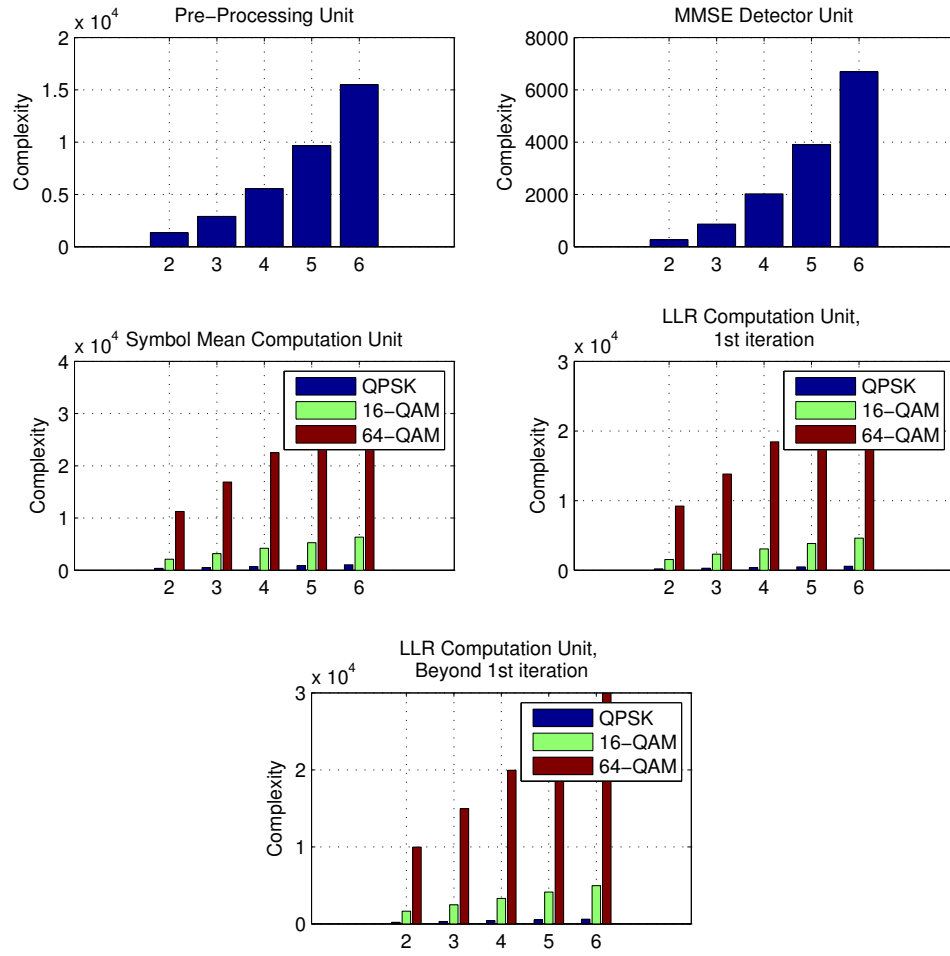 Pre−Processing Unit
x 10^4
2
1.5
1
0.5
0
Complexity
2 3 4 5 6
MMSE Detector Unit
8000
6000
4000
2000
0
Complexity
2 3 4 5 6
Symbol Mean Computation Unit
x 10^4
4
3
2
1
0
Complexity
QPSK
16−QAM
64−QAM
2 3 4 5 6
LLR Computation Unit,
1st iteration
x 10^4
3
2
1
0
Complexity
QPSK
16−QAM
64−QAM
2 3 4 5 6
LLR Computation Unit,
Beyond 1st iteration
x 10^4
3
2
1
0
Complexity
QPSK
16−QAM
64−QAM
2 3 4 5 6